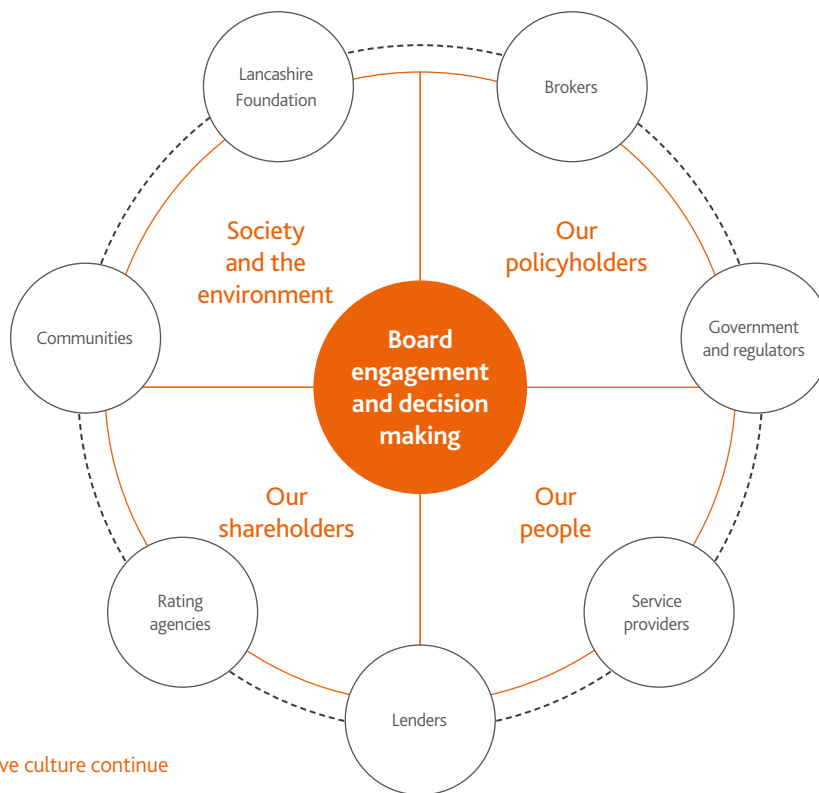 Lancashire
Foundation
Brokers
Society
and the
environment
Our
policyholders
Communities
Board
engagement
and decision
making
Government
and regulators
Our
shareholders
Our
people
Rating
agencies
Service
providers
Lenders
ve culture continue